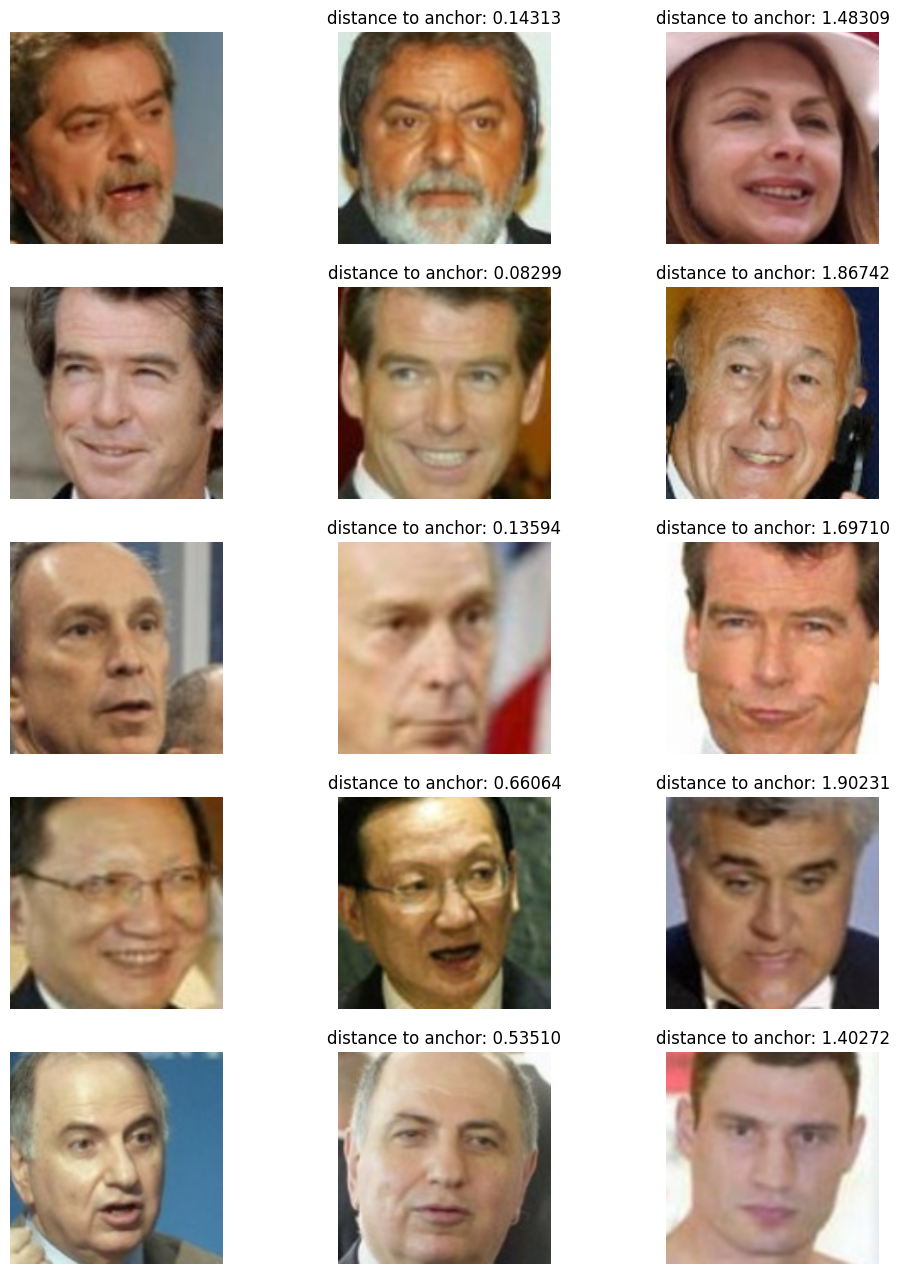 distance to anchor: 0.14313
distance to anchor: 1.48309
distance to anchor: 0.08299
distance to anchor: 1.86742
distance to anchor: 0.13594
distance to anchor: 1.69710
distance to anchor: 0.66064
distance to anchor: 1.90231
distance to anchor: 0.53510
distance to anchor: 1.40272